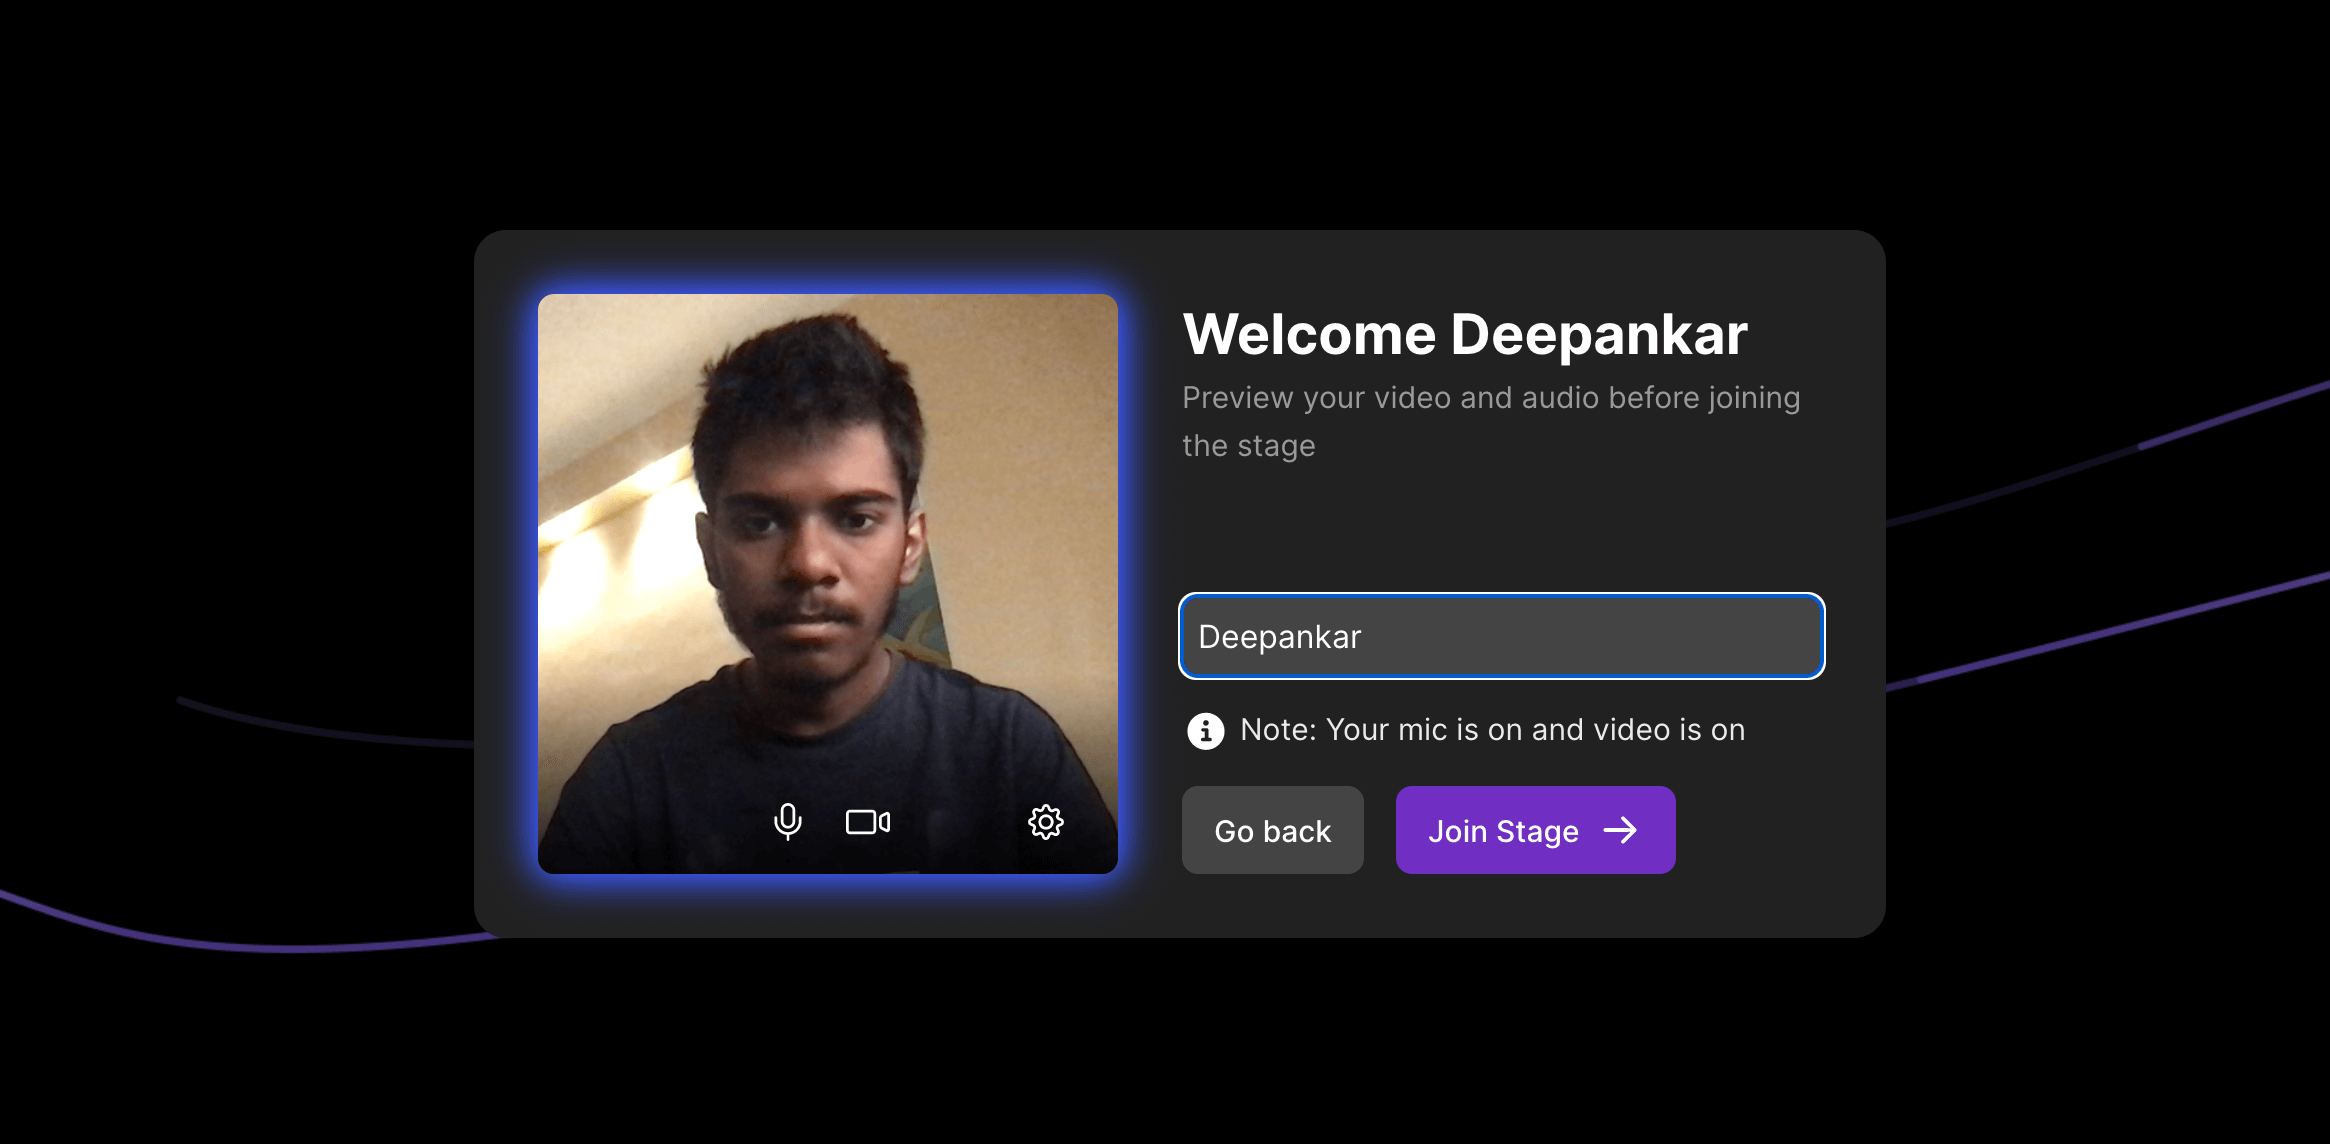 Welcome Deepankar
Preview your video and audio before joining
the stage
Deepankar
Note: Your mic is on and video is on
Go back
Join Stage